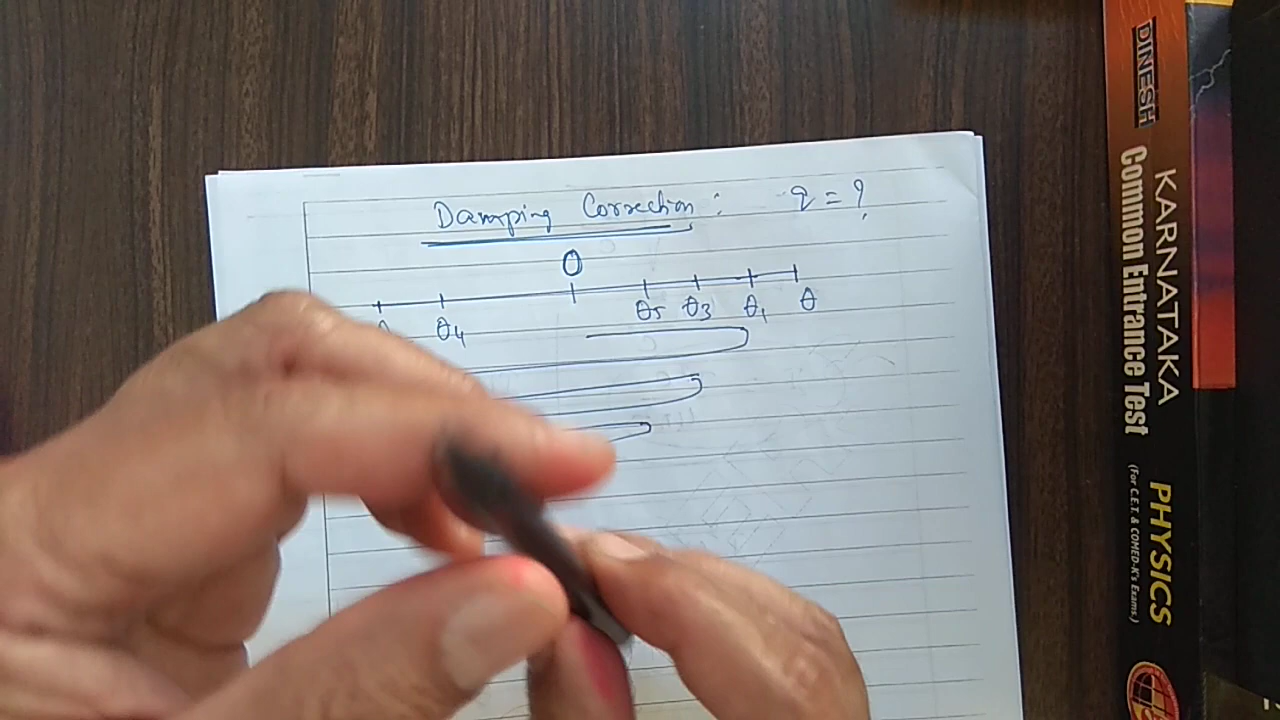 Damping Correction : q = ?
0
θ4 θ5 θ3 θ1 θ
DINESH
KARNATAKA
Common Entrance Test
PHYSICS
(For C.E.T. & COMED-K's Exams.)